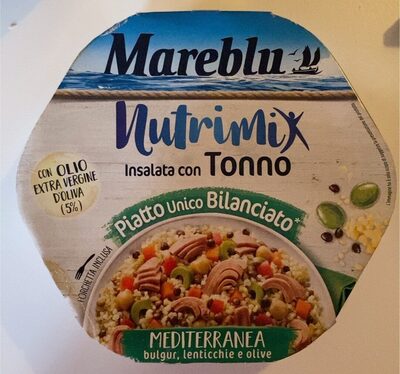 Mareblu
Nutrimix
Insalata con Tonno
CON OLIO
EXTRA VERGINE
D'OLIVA
(5%)
Piatto Unico Bilanciato*
FORCHETTA INCLUSA
MEDITERRANEA
bulgur, lenticchie e olive